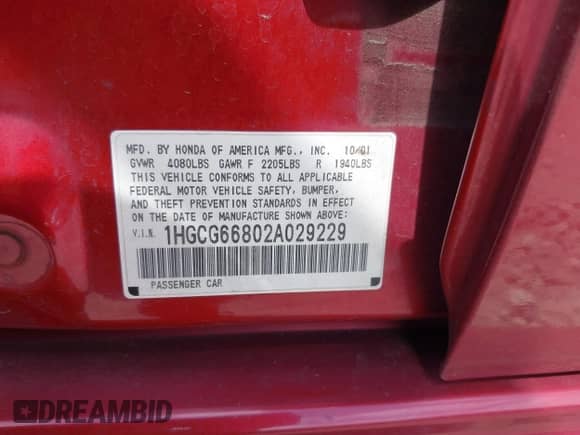 MFD. BY HONDA OF AMERICA MFG., INC. 10/01
GVWR 4080LBS GAWR F 2205LBS R 1940LBS
THIS VEHICLE CONFORMS TO ALL APPLICABLE
FEDERAL MOTOR VEHICLE SAFETY, BUMPER,
AND THEFT PREVENTION STANDARDS IN EFFECT
ON THE DATE OF MANUFACTURE SHOWN ABOVE:
V.I.N. 1HGCG66802A029229
PASSENGER CAR
DREAMBID